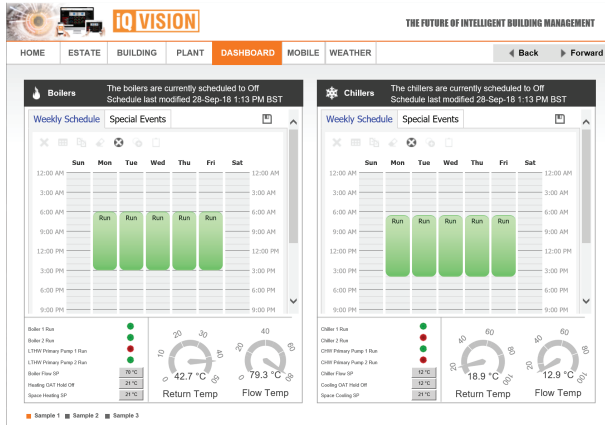 iQ VISION
THE FUTURE OF INTELLIGENT BUILDING MANAGEMENT
HOME ESTATE BUILDING PLANT DASHBOARD MOBILE WEATHER Back Forward
Boilers
The boilers are currently scheduled to Off
Schedule last modified 28-Sep-18 1:13 PM BST
Weekly Schedule Special Events
Sun Mon Tue Wed Thu Fri Sat
12:00 AM 12:00 AM
3:00 AM 3:00 AM
6:00 AM 6:00 AM
Run Run Run Run Run
9:00 AM 9:00 AM
12:00 PM 12:00 PM
3:00 PM 3:00 PM
6:00 PM 6:00 PM
9:00 PM 9:00 PM
Boiler 1 Run
Boiler 2 Run
LTHW Primary Pump 1 Run
LTHW Primary Pump 2 Run
Boiler Flow SP 70 °C
Heating OAT Hold Off 21 °C
Space Heating SP 21 °C
0 10 20 30 40 50
42.7 °C
Return Temp
0 20 40 60 80
79.3 °C
Flow Temp
Chillers
The chillers are currently scheduled to Off
Schedule last modified 28-Sep-18 1:13 PM BST
Weekly Schedule Special Events
Sun Mon Tue Wed Thu Fri Sat
12:00 AM 12:00 AM
3:00 AM 3:00 AM
6:00 AM 6:00 AM
Run Run Run Run Run
9:00 AM 9:00 AM
12:00 PM 12:00 PM
3:00 PM 3:00 PM
6:00 PM 6:00 PM
9:00 PM 9:00 PM
Chiller 1 Run
Chiller 2 Run
CHW Primary Pump 1 Run
CHW Primary Pump 2 Run
Chiller Flow SP 12 °C
Cooling OAT Hold Off 21 °C
Space Cooling SP 21 °C
20 40 60 80 100
18.9 °C
Return Temp
20 40 60 80 100
12.9 °C
Flow Temp
Sample 1 Sample 2 Sample 3